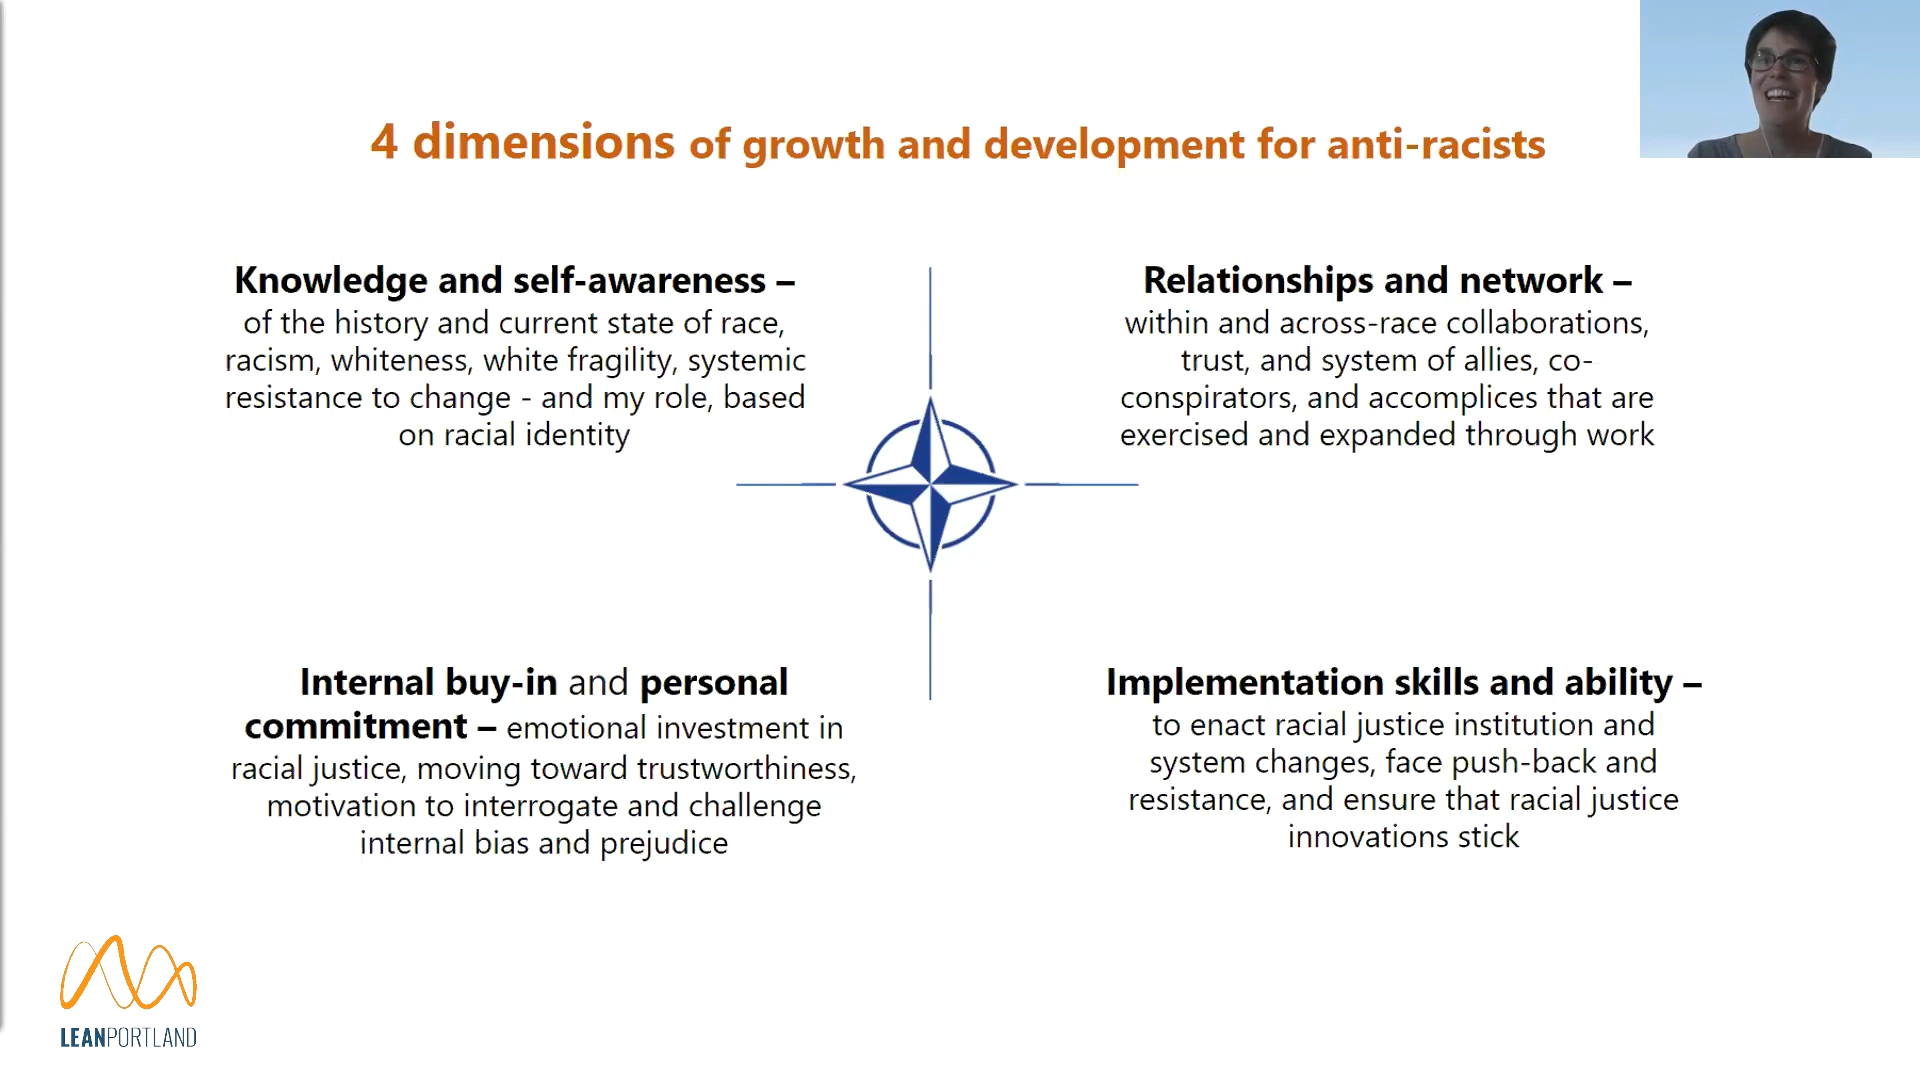 4 dimensions of growth and development for anti-racists
Knowledge and self-awareness –
of the history and current state of race,
racism, whiteness, white fragility, systemic
resistance to change - and my role, based
on racial identity
Relationships and network –
within and across-race collaborations,
trust, and system of allies, co-
conspirators, and accomplices that are
exercised and expanded through work
Internal buy-in and personal
commitment – emotional investment in
racial justice, moving toward trustworthiness,
motivation to interrogate and challenge
internal bias and prejudice
Implementation skills and ability –
to enact racial justice institution and
system changes, face push-back and
resistance, and ensure that racial justice
innovations stick
LEANPORTLAND